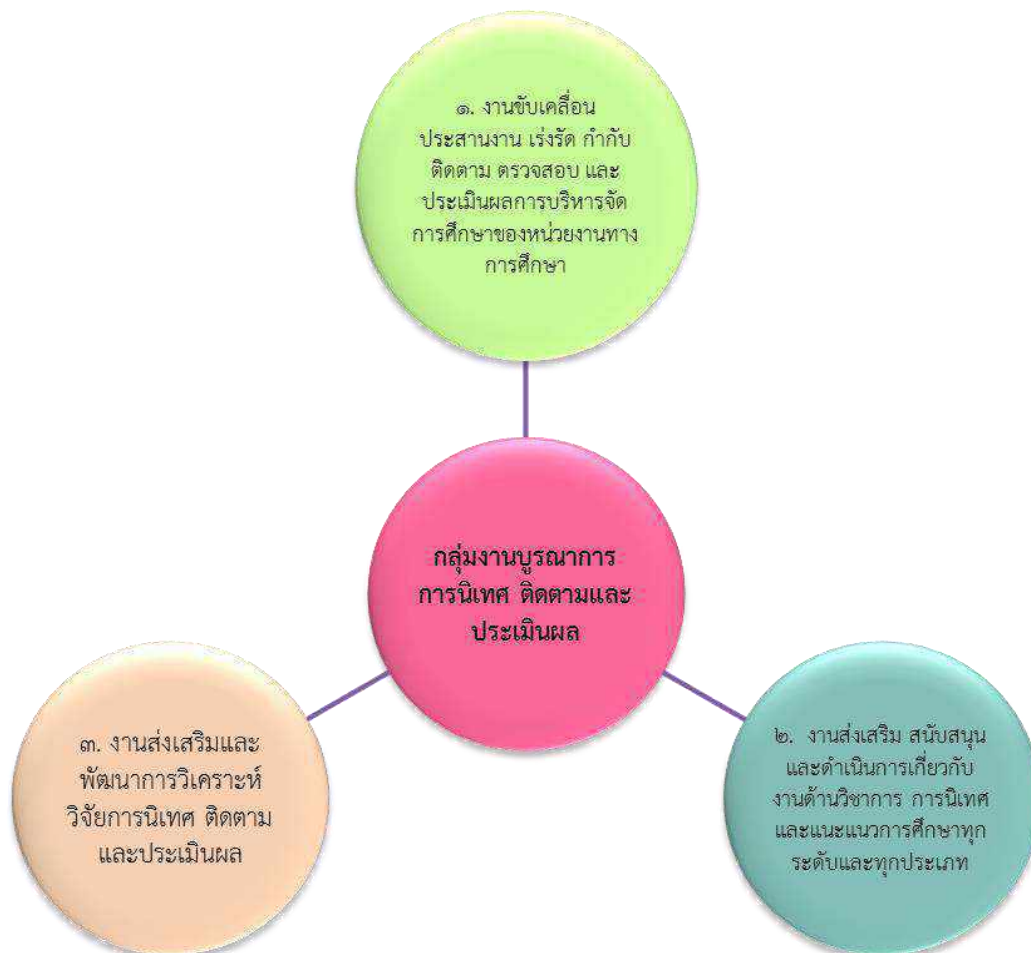 ๑. งานขับเคลื่อน
ประสานงาน เร่งรัด กำกับ
ติดตาม ตรวจสอบ และ
ประเมินผลการบริหารจัด
การศึกษาของหน่วยงานทาง
การศึกษา
กลุ่มงานบูรณาการ
การนิเทศ ติดตามและ
ประเมินผล
๓. งานส่งเสริมและ
พัฒนาการวิเคราะห์
วิจัยการนิเทศ ติดตาม
และประเมินผล
๒. งานส่งเสริม สนับสนุน
และดำเนินการเกี่ยวกับ
งานด้านวิชาการ การนิเทศ
และแนะแนวการศึกษาทุก
ระดับและทุกประเภท